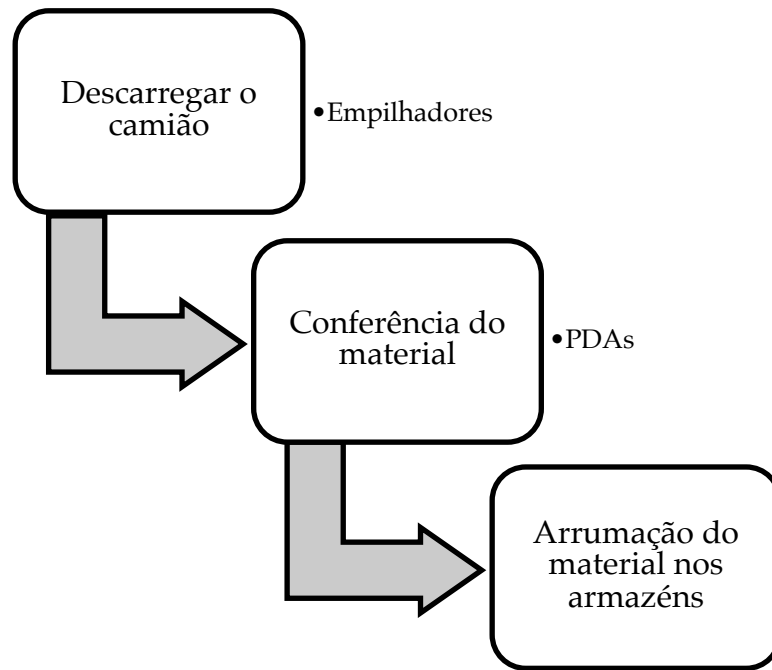 Descarregar o
camião
•Empilhadores
Conferência do
material
•PDAs
Arrumação do
material nos
armazéns